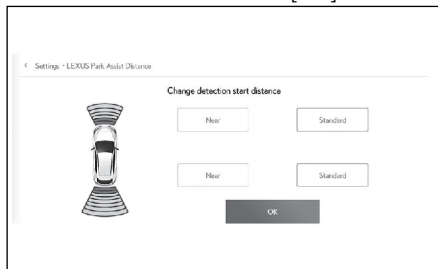 < Settings • LEXUS Park Assist Distance
Change detection start distance
Near Standard
Near Standard
OK